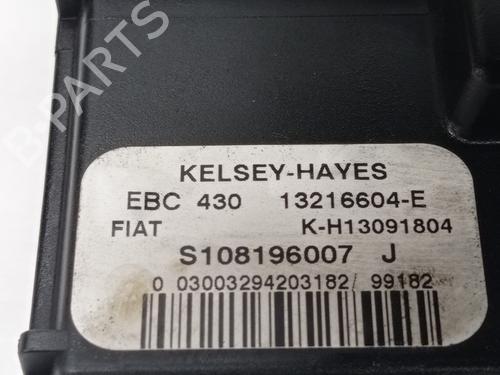 B-PARTS
KELSEY-HAYES
EBC 430 13216604-E
FIAT K-H13091804
S108196007 J
0 03003294203182/ 99182